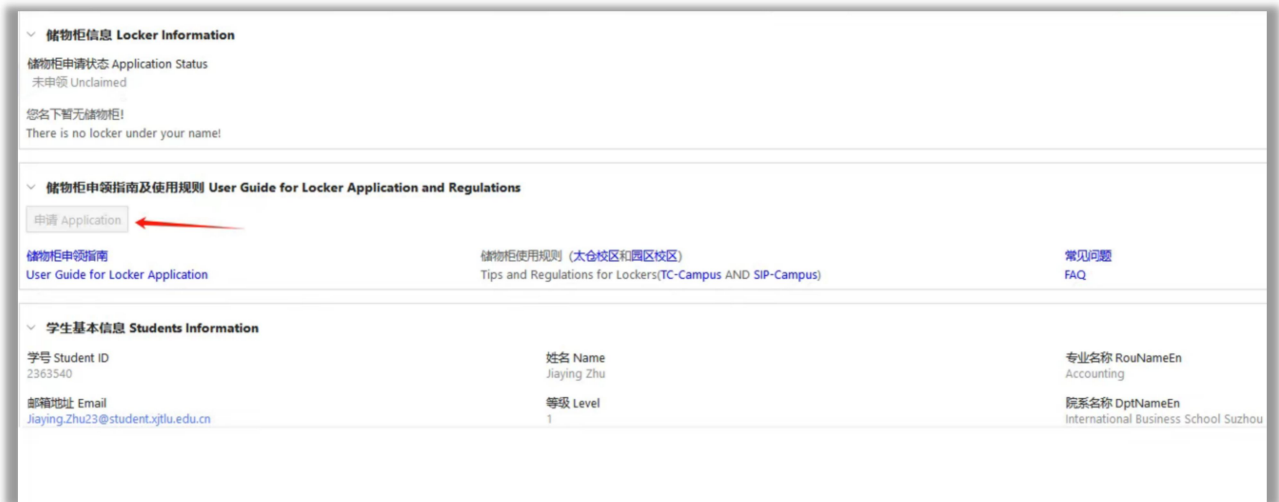 储物柜信息 Locker Information
储物柜申请状态 Application Status
未申领 Unclaimed
您名下暂无储物柜!
There is no locker under your name!
储物柜申领指南及使用规则 User Guide for Locker Application and Regulations
申请 Application
储物柜申领指南 储物柜使用规则（太仓校区和园区校区） 常见问题
User Guide for Locker Application Tips and Regulations for Lockers(TC-Campus AND SIP-Campus) FAQ
学生基本信息 Students Information
学号 Student ID 姓名 Name 专业名称 RouNameEn
2363540 Jiaying Zhu Accounting
邮箱地址 Email 等级 Level 院系名称 DptNameEn
Jiaying.Zhu23@student.xjtlu.edu.cn 1 International Business School Suzhou